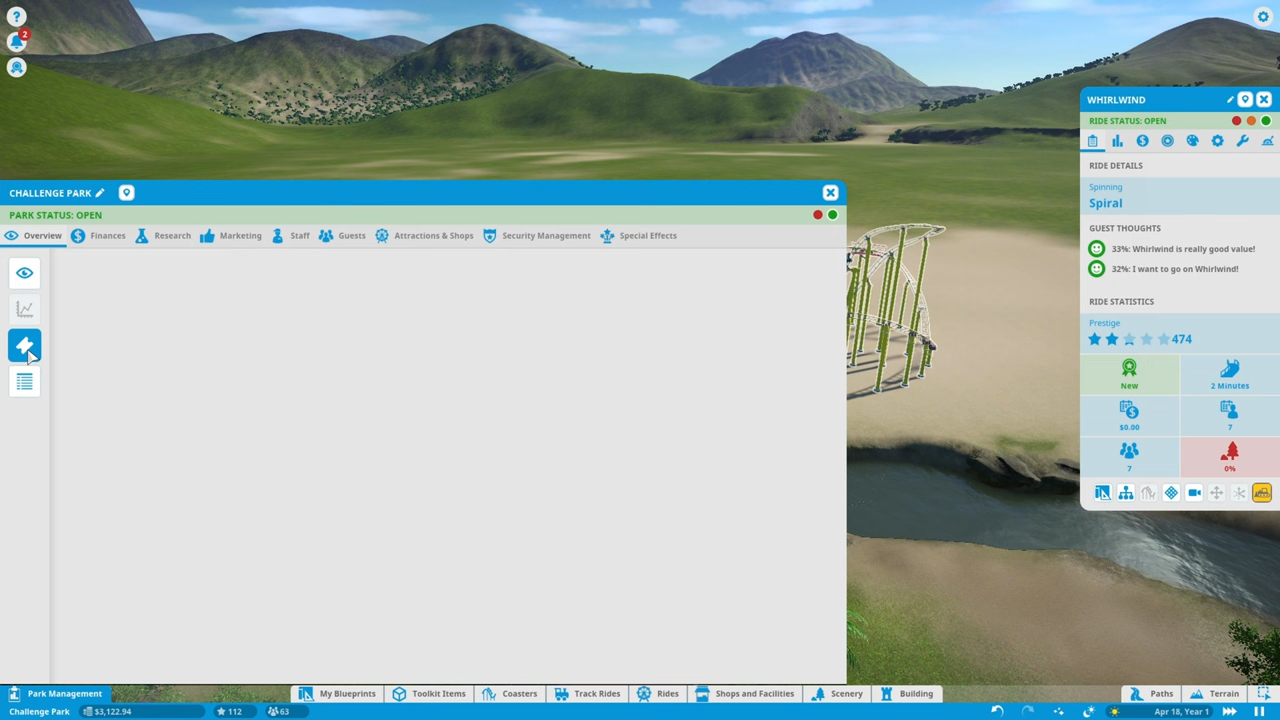 ?
2
WHIRLWIND
RIDE STATUS: OPEN
RIDE DETAILS
Spinning
Spiral
GUEST THOUGHTS
33%: Whirlwind is really good value!
32%: I want to go on Whirlwind!
RIDE STATISTICS
Prestige
474
New
2 Minutes
$0.00
7
7
0%
CHALLENGE PARK
PARK STATUS: OPEN
Overview
Finances
Research
Marketing
Staff
Guests
Attractions & Shops
Security Management
Special Effects
Park Management
My Blueprints
Toolkit Items
Coasters
Track Rides
Rides
Shops and Facilities
Scenery
Building
Paths
Terrain
Challenge Park
$3,122.94
112
63
Apr 18, Year 1